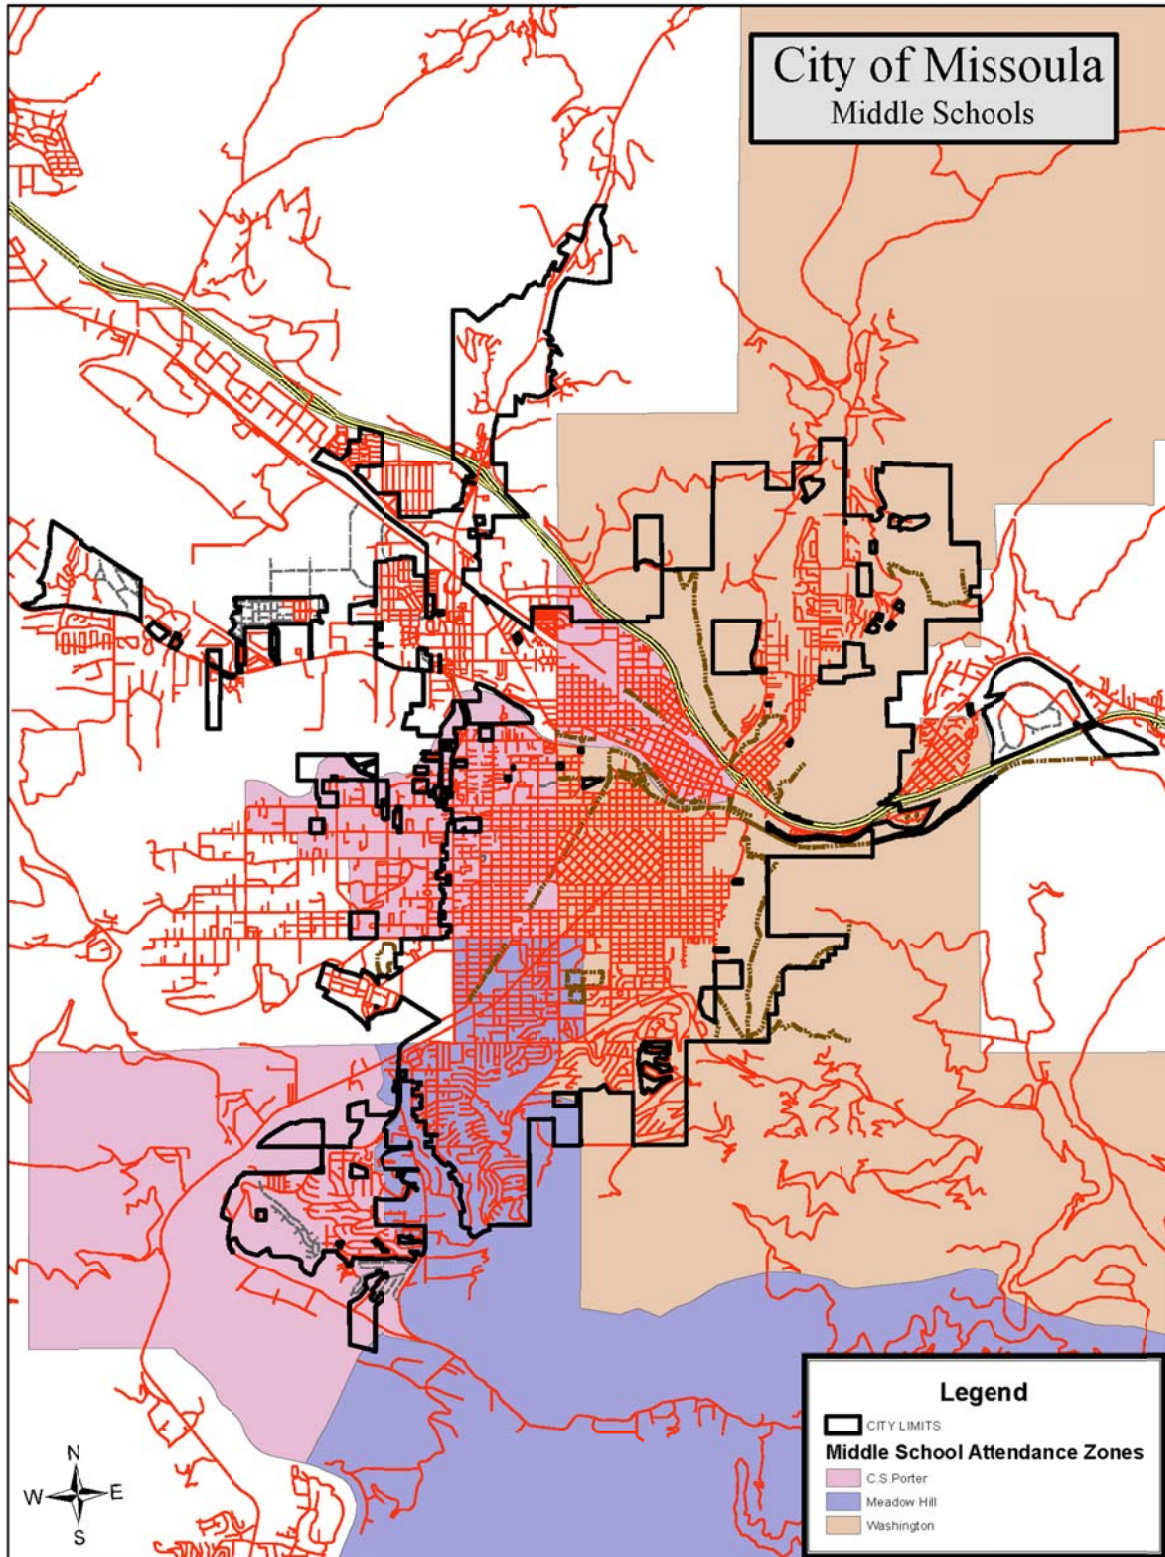 City of Missoula
Middle Schools
Legend
CITY LIMITS
Middle School Attendance Zones
C.S.Porter
Meadow Hill
Washington
N
W E
S